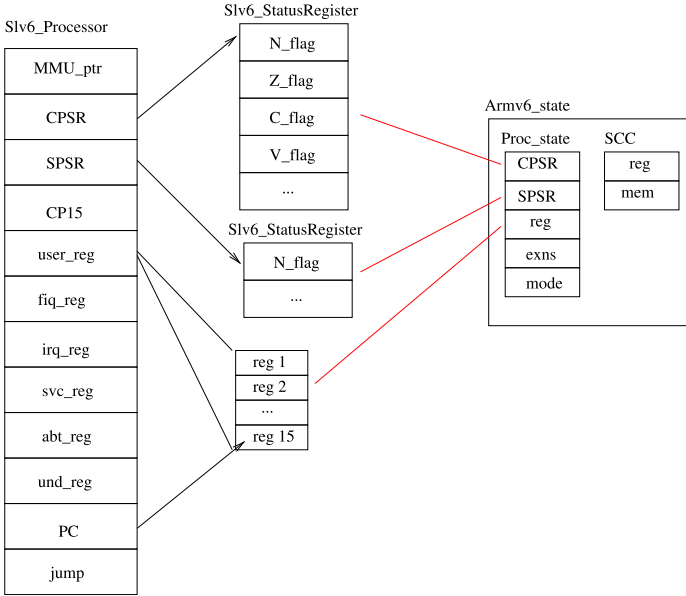 Slv6_Processor
MMU_ptr
CPSR
SPSR
CP15
user_reg
fiq_reg
irq_reg
svc_reg
abt_reg
und_reg
PC
jump
Slv6_StatusRegister
N_flag
Z_flag
C_flag
V_flag
...
Slv6_StatusRegister
N_flag
...
reg 1
reg 2
...
reg 15
Armv6_state
Proc_state
CPSR
SPSR
reg
exns
mode
SCC
reg
mem